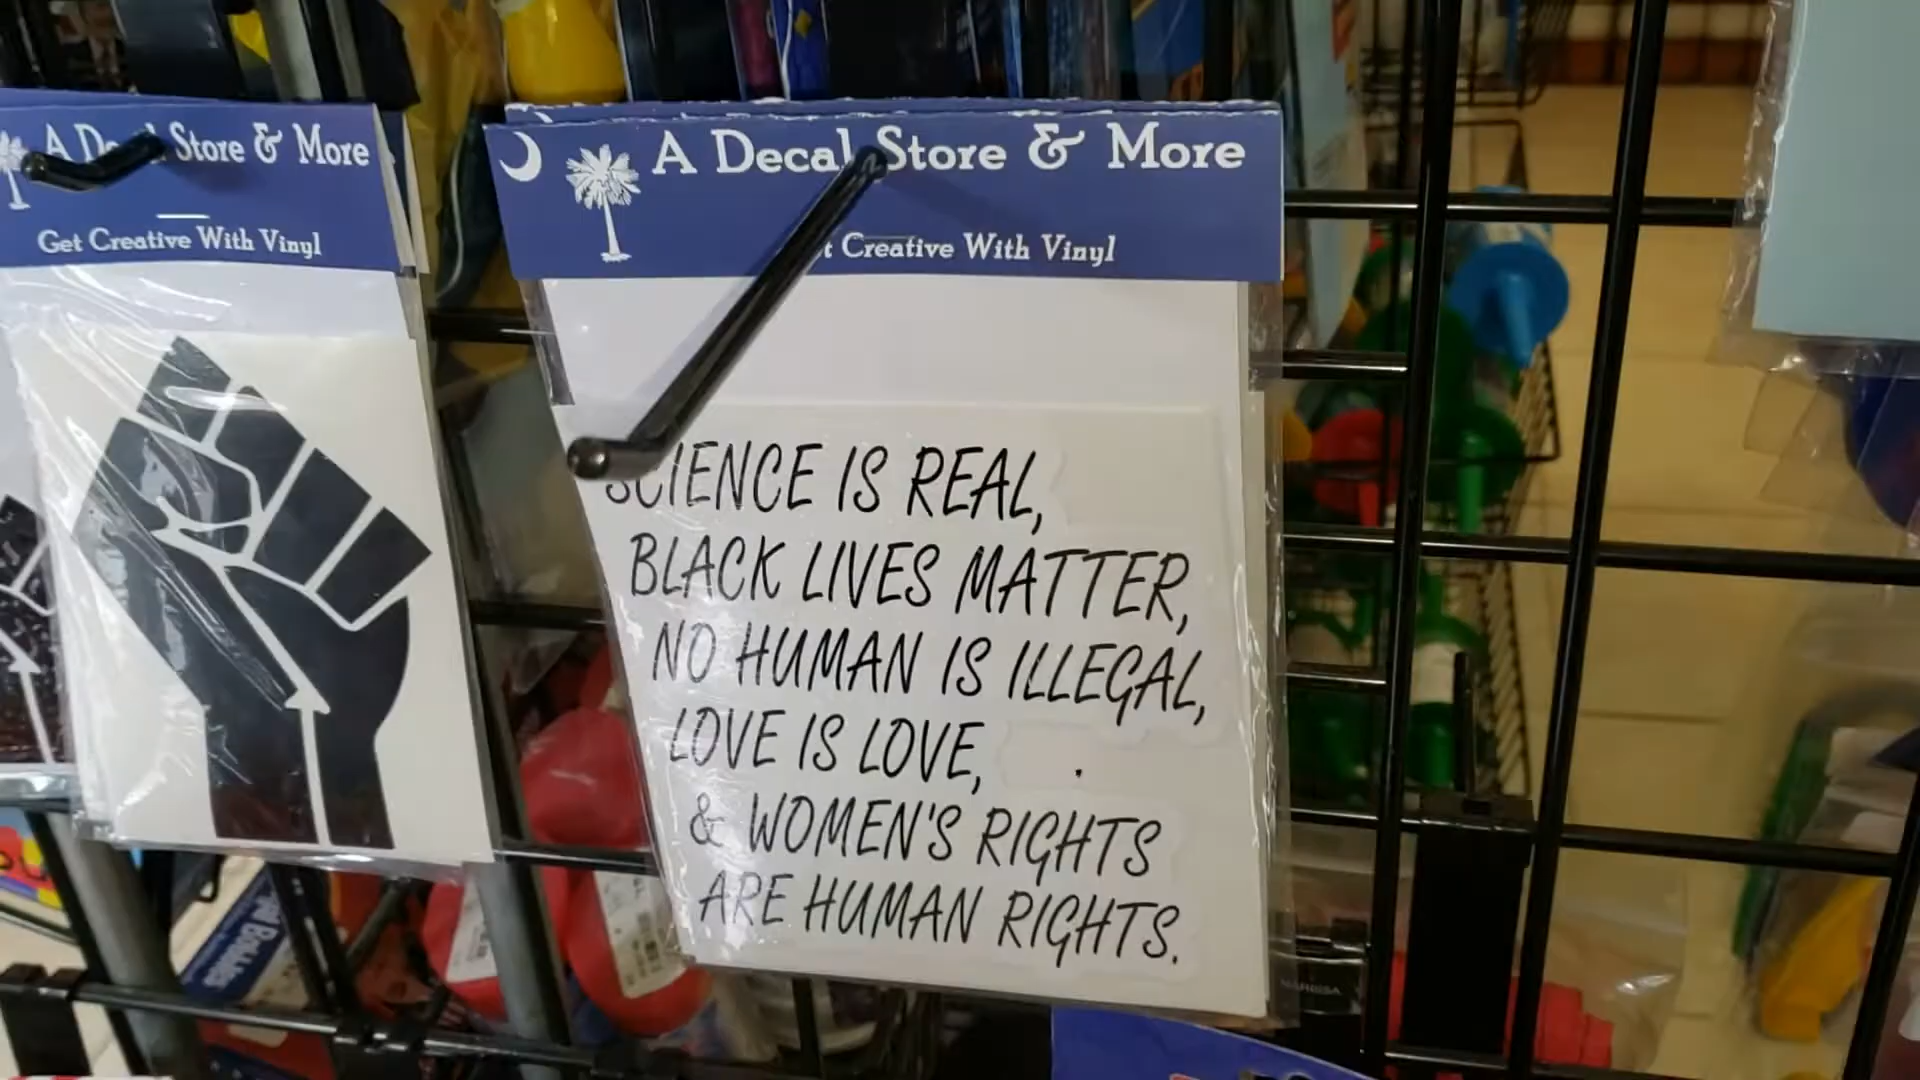 A Decal Store & More
Get Creative With Vinyl
A Decal Store & More
Creative With Vinyl
SCIENCE IS REAL,
BLACK LIVES MATTER,
NO HUMAN IS ILLEGAL,
LOVE IS LOVE,
& WOMEN'S RIGHTS
ARE HUMAN RIGHTS.